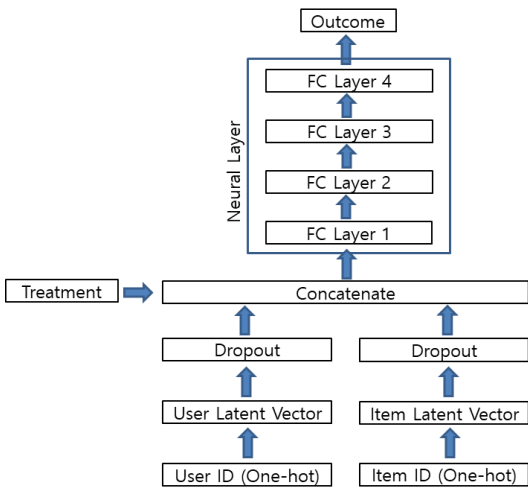 Outcome
Neural Layer
FC Layer 4
FC Layer 3
FC Layer 2
FC Layer 1
Treatment
Concatenate
Dropout
Dropout
User Latent Vector
Item Latent Vector
User ID (One-hot)
Item ID (One-hot)